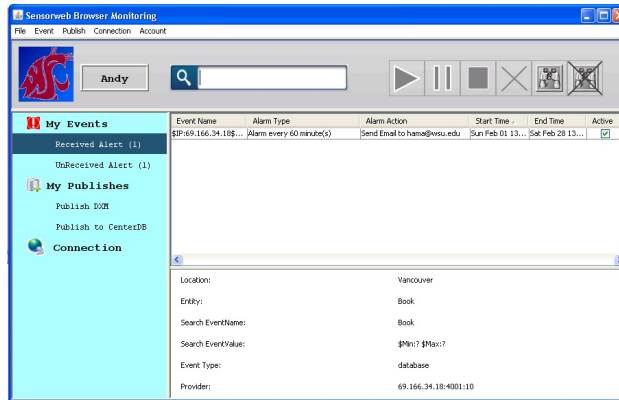 Sensorweb Browser Monitoring
File Event Publish Connection Account
Andy
My Events
Received Alert (1)
UnReceived Alert (1)
My Publishes
Publish DXM
Publish to CenterDB
Connection
Event Name Alarm Type Alarm Action Start Time End Time Active
$IP:69.166.34.18$... Alarm every 60 minute(s) Send Email to hama@wsu.edu Sun Feb 01 13... Sat Feb 28 13...
Location: Vancouver
Entity: Book
Search EventName: Book
Search EventValue: $Min:? $Max:?
Event Type: database
Provider: 69.166.34.18:4001:10